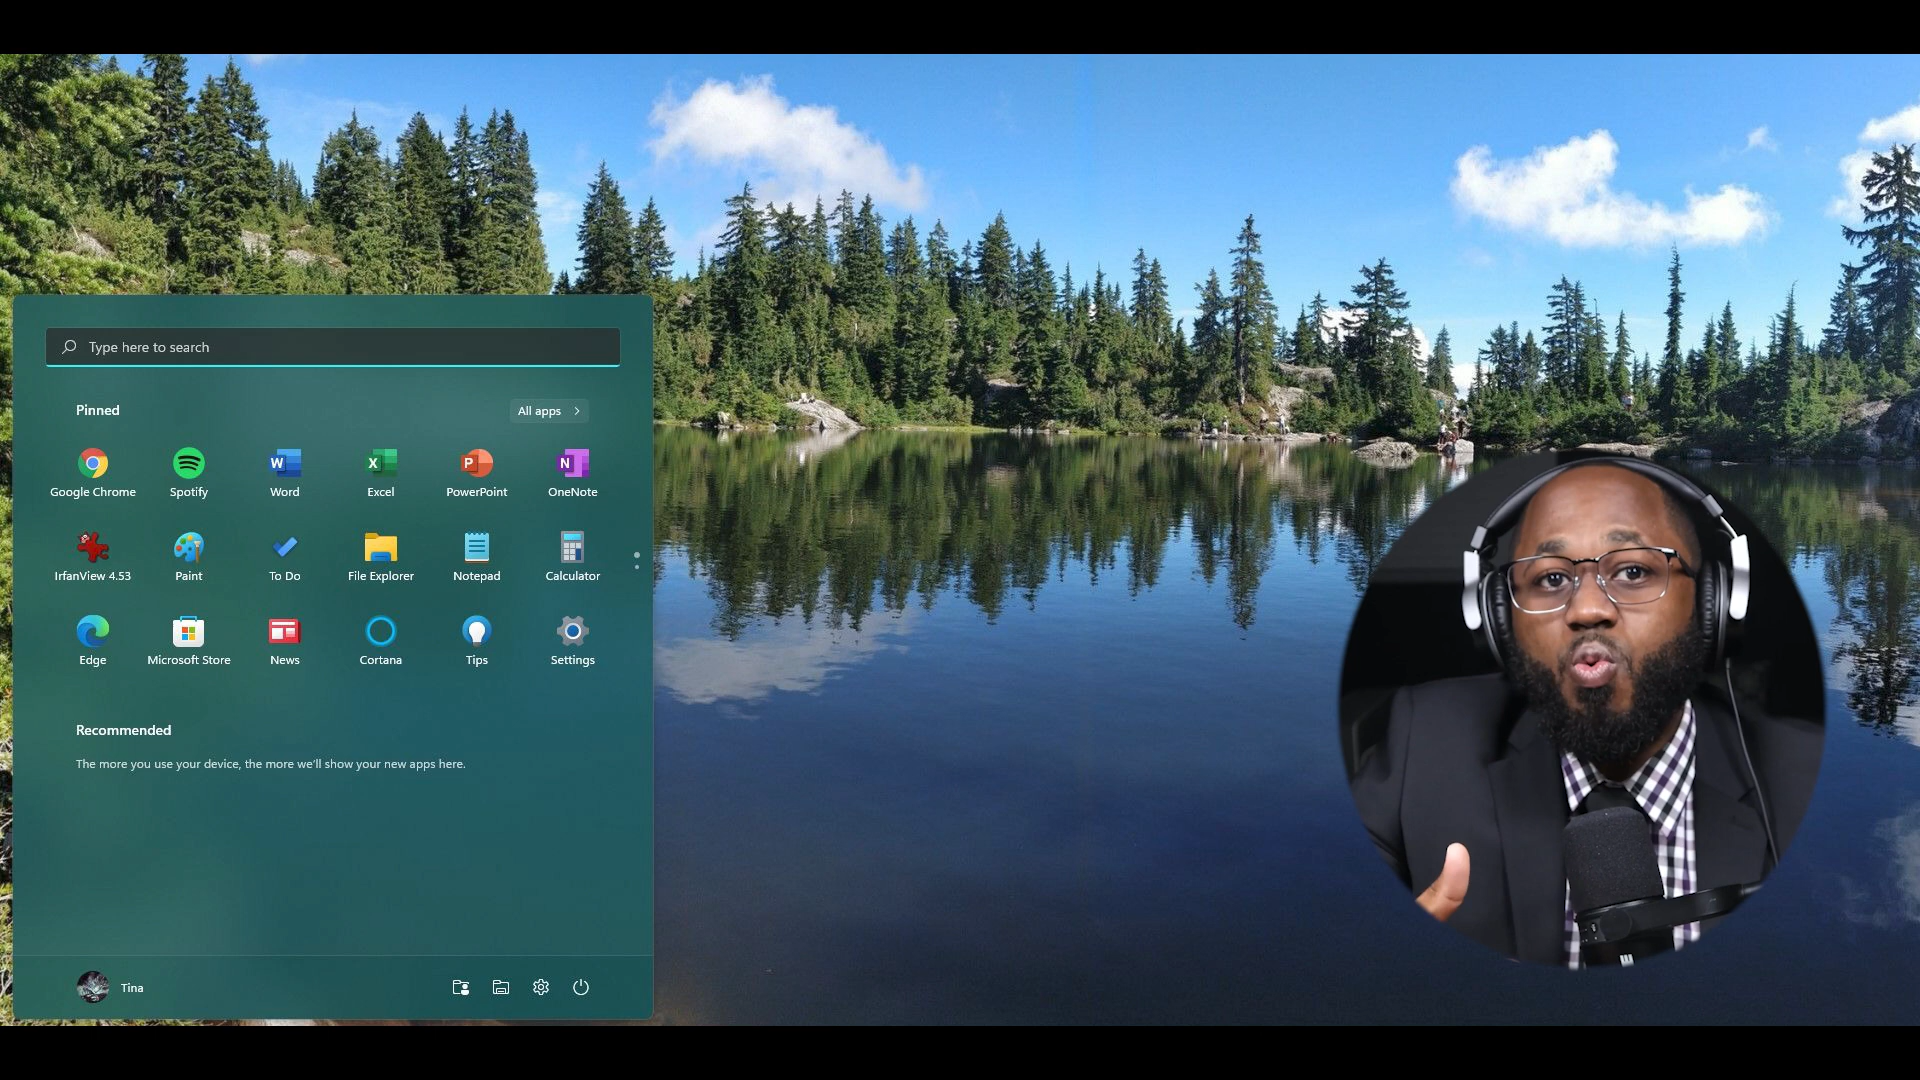 Type here to search
Pinned
All apps
Google Chrome
Spotify
Word
Excel
PowerPoint
OneNote
IrfanView 4.53
Paint
To Do
File Explorer
Notepad
Calculator
Edge
Microsoft Store
News
Cortana
Tips
Settings
Recommended
The more you use your device, the more we'll show your new apps here.
Tina